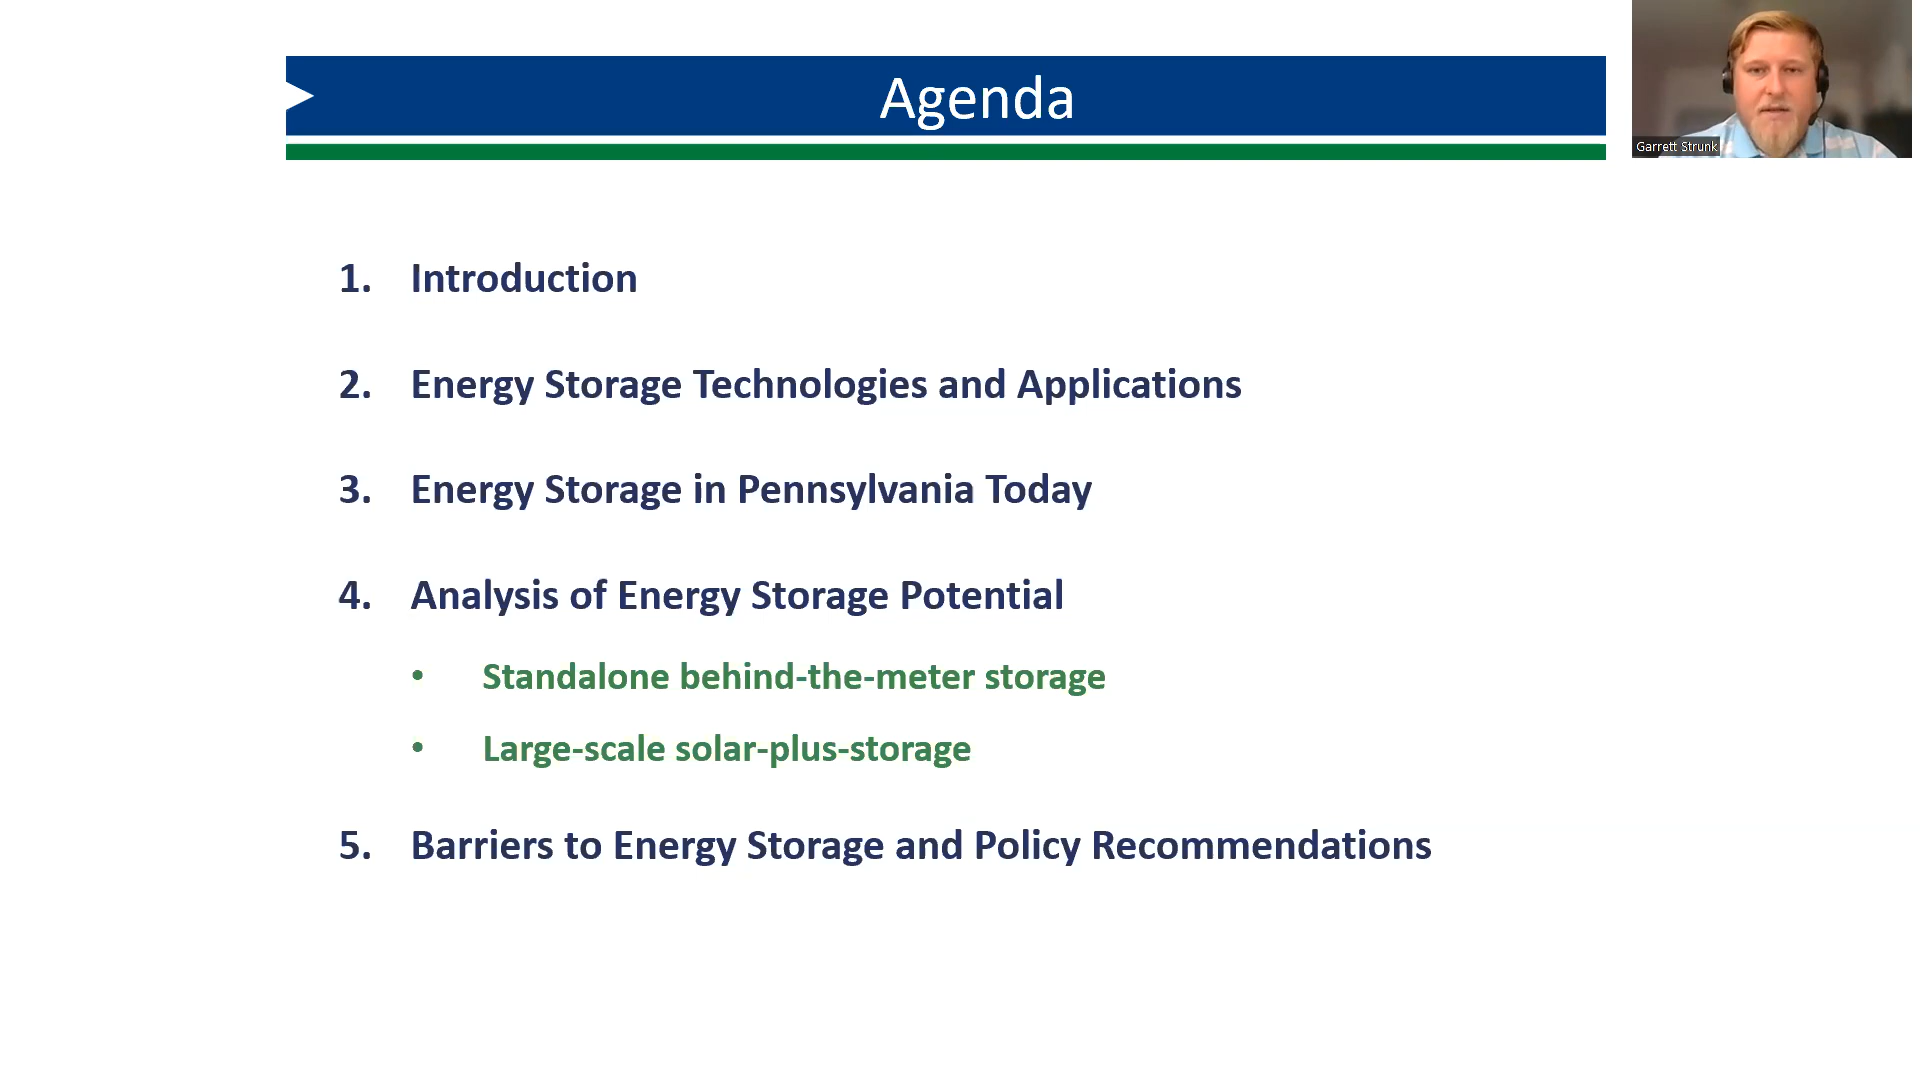 Agenda
Garrett Strunk
1. Introduction
2. Energy Storage Technologies and Applications
3. Energy Storage in Pennsylvania Today
4. Analysis of Energy Storage Potential
• Standalone behind-the-meter storage
• Large-scale solar-plus-storage
5. Barriers to Energy Storage and Policy Recommendations